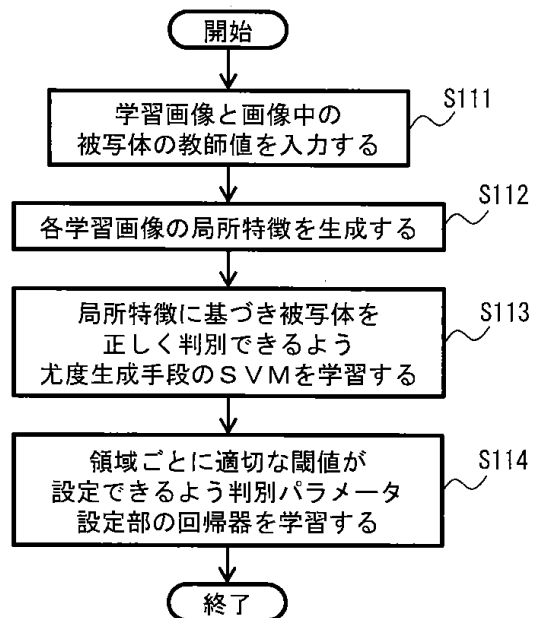 開始
学習画像と画像中の
被写体の教師値を入力する
S111
各学習画像の局所特徴を生成する
S112
局所特徴に基づき被写体を
正しく判別できるよう
尤度生成手段のＳＶＭを学習する
S113
領域ごとに適切な閾値が
設定できるよう判別パラメータ
設定部の回帰器を学習する
S114
終了